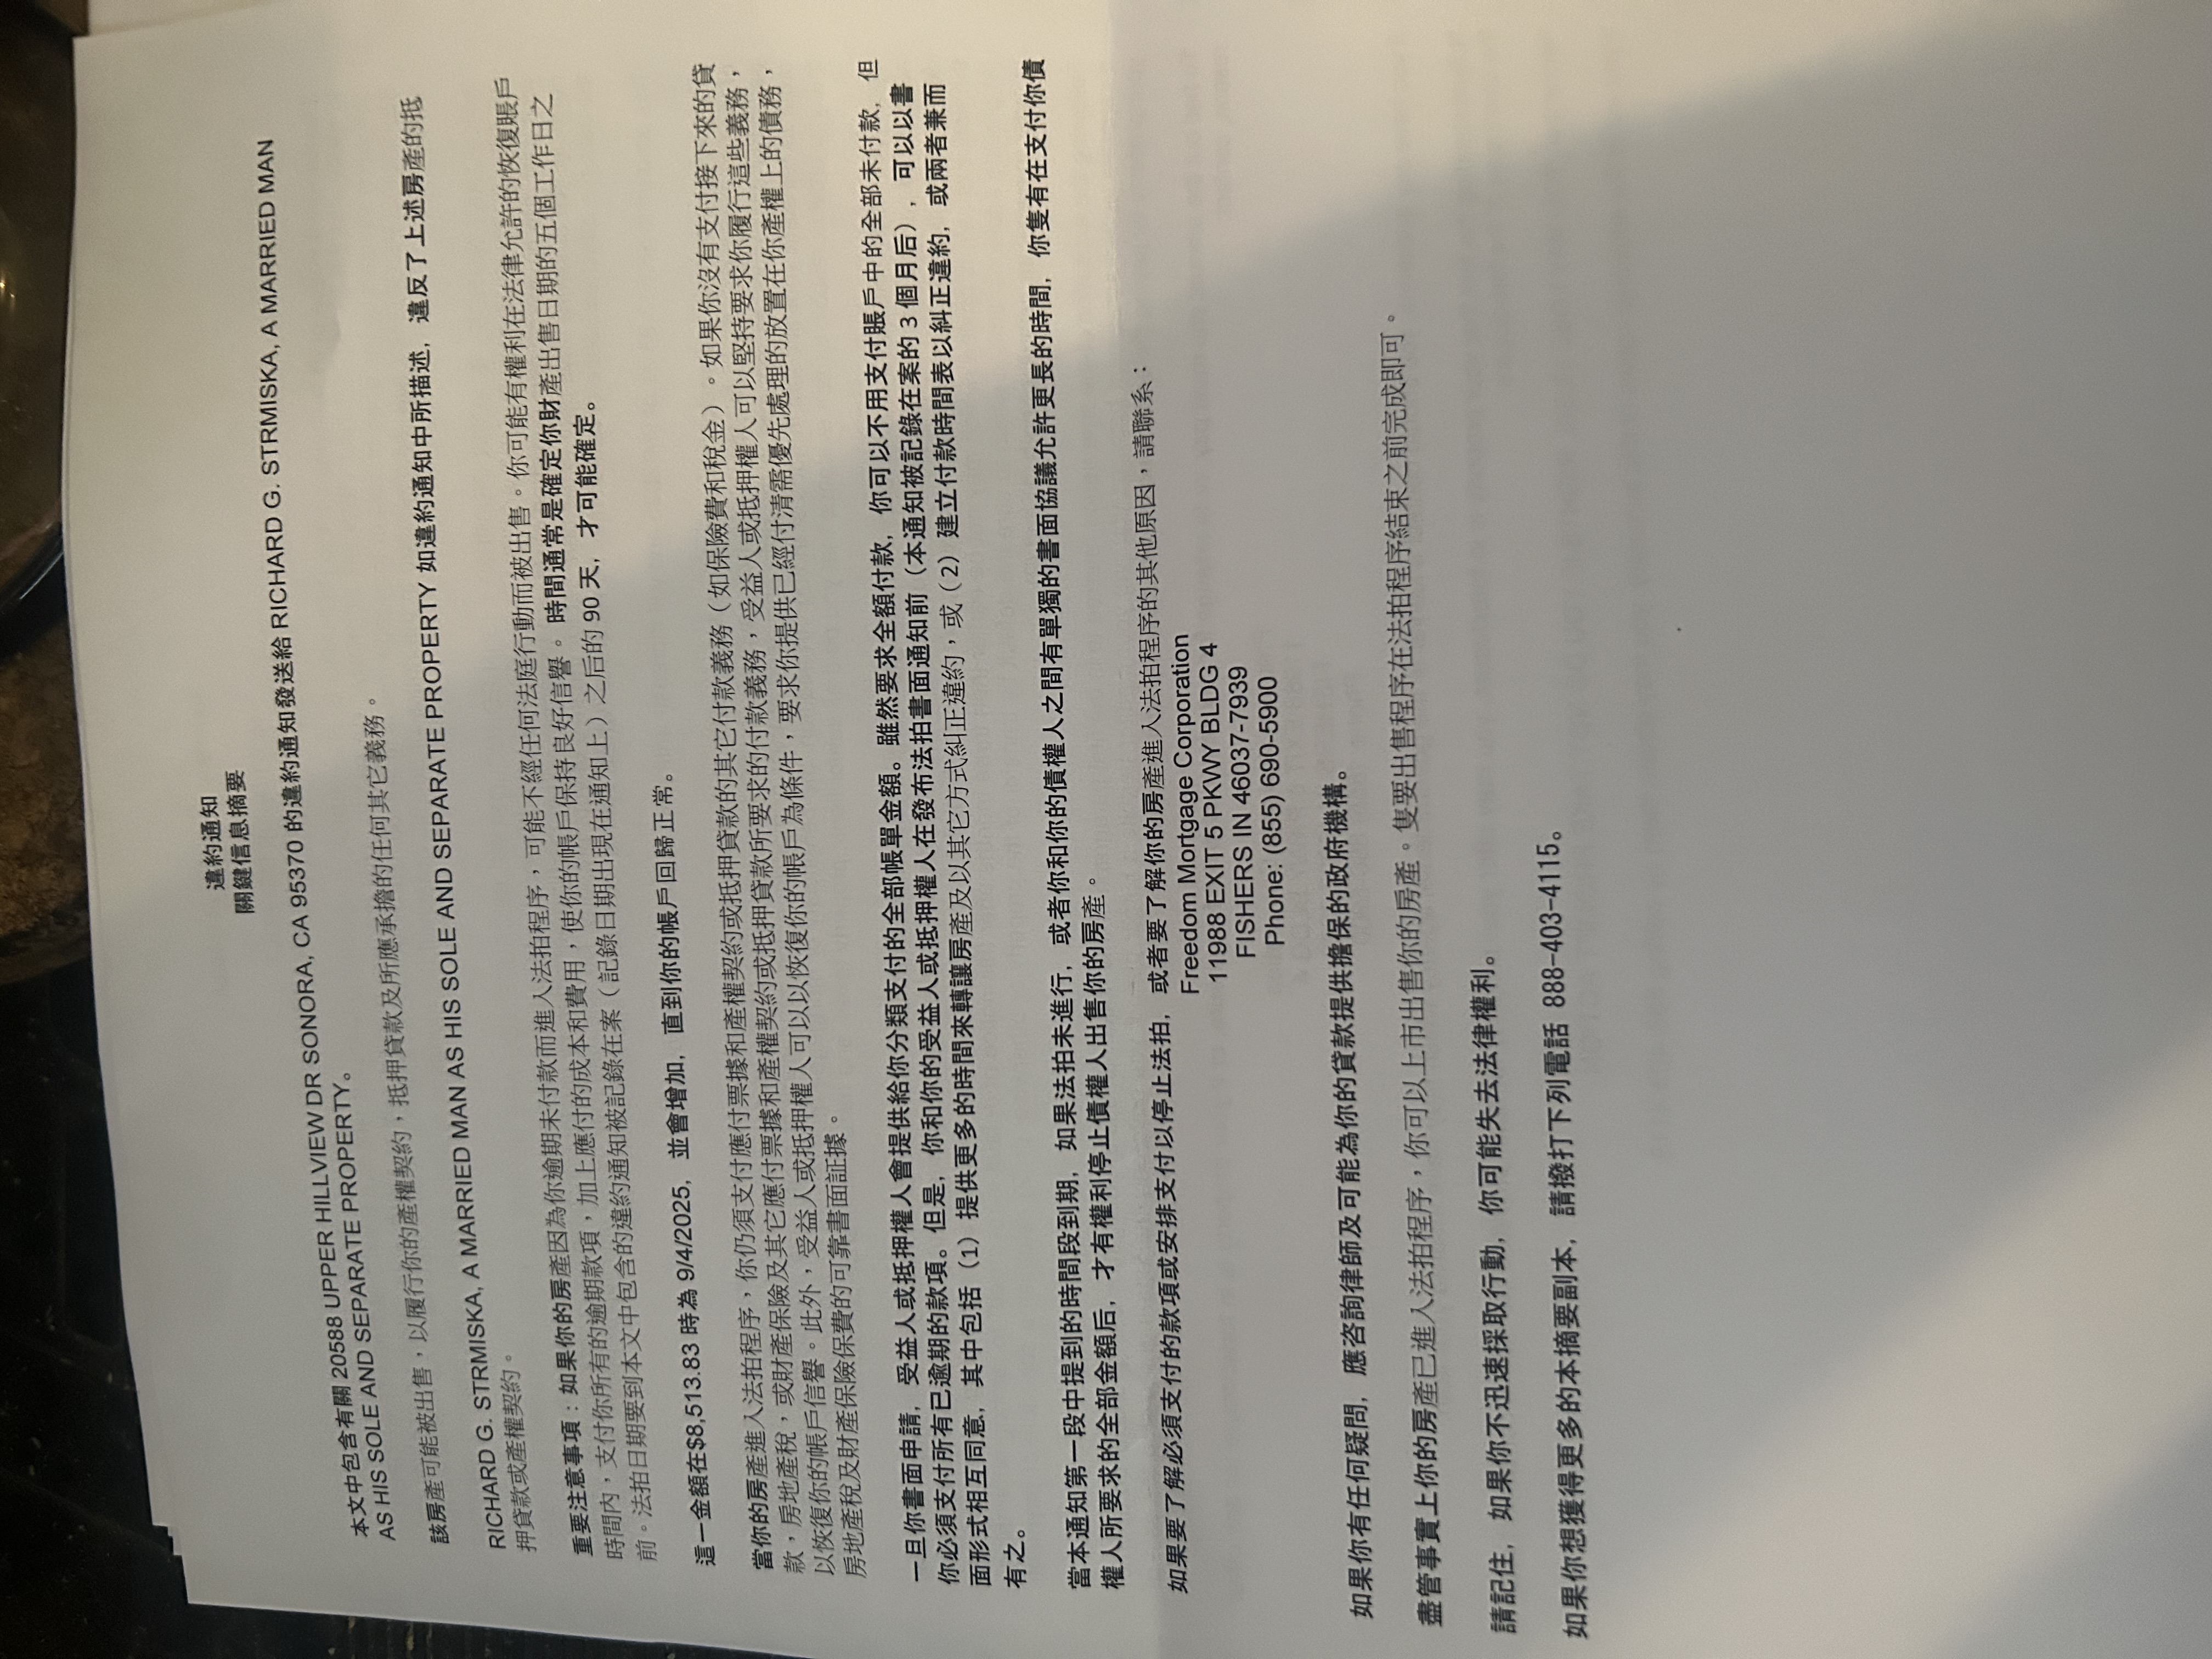 違約通知
關鍵信息摘要
本文中包含有關 20588 UPPER HILLVIEW DR SONORA, CA 95370 的違約通知發送給 RICHARD G. STRMISKA, A MARRIED MAN
AS HIS SOLE AND SEPARATE PROPERTY。
該房產可能被出售，以履行你的產權契約，抵押貸款及所應承擔的任何其它義務。
RICHARD G. STRMISKA, A MARRIED MAN AS HIS SOLE AND SEPARATE PROPERTY 如違約通知中所描述，違反了上述房產的抵
押貸款或產權契約。
重要注意事項：如果你的房產因為你逾期未付款而進入法拍程序，可能不經任何法庭行動而被出售。你可能有權利在法律允許的恢復賬戶
時間內，支付你所有的逾期款項，加上應付的成本和費用，使你的帳戶保持良好信譽。 時間通常是確定你財產出售日期的五個工作日之
前。法拍日期要到本文中包含的違約通知被記錄在案（記錄日期出現在通知上）之后的 90 天，才可能確定。
這一金額在$8,513.83 時為 9/4/2025，並會增加，直到你的帳戶回歸正常。
當你的房產進入法拍程序，你仍須支付應付票據和產權契約或抵押貸款的其它付款義務（如保險費和稅金）。如果你沒有支付接下來的貸
款，房地產稅，或財產保險及其它應付票據和產權契約或抵押貸款所要求的付款義務，受益人或抵押權人可以堅持要求你履行這些義務，
以恢復你的帳戶信譽。此外，受益人或抵押權人可以以恢復你的帳戶為條件，要求你提供已經付清需優先處理的放置在你產權上的債務，
房地產稅及財產保險保費的可靠書面証據。
一旦你書面申請，受益人或抵押權人會提供給你分類支付的全部帳單金額。雖然要求全額付款，你可以不用支付賬戶中的全部未付款，但
你必須支付所有已逾期的款項。但是，你和你的受益人或抵押權人在發布法拍書面通知前（本通知被記錄在案的 3 個月后），可以以書
面形式相互同意，其中包括（1）提供更多的時間來轉讓房產及以其它方式糾正違約，或（2）建立付款時間表以糾正違約，或兩者兼而
有之。
當本通知第一段中提到的時間段到期，如果法拍未進行，或者你和你的債權人之間有單獨的書面協議允許更長的時間，你隻有在支付你債
權人所要求的全部金額后，才有權利停止債權人出售你的房產。
如果要了解必須支付的款項或安排支付以停止法拍，或者要了解你的房產進入法拍程序的其他原因，請聯系：
Freedom Mortgage Corporation
11988 EXIT 5 PKWY BLDG 4
FISHERS IN 46037-7939
Phone: (855) 690-5900
如果你有任何疑問，應咨詢律師及可能為你的貸款提供擔保的政府機構。
盡管事實上你的房產已進入法拍程序，你可以上市出售你的房產。隻要出售程序在法拍程序結束之前完成即可。
請記住，如果你不迅速採取行動，你可能失去法律權利。
如果你想獲得更多的本摘要副本，請撥打下列電話 888-403-4115。